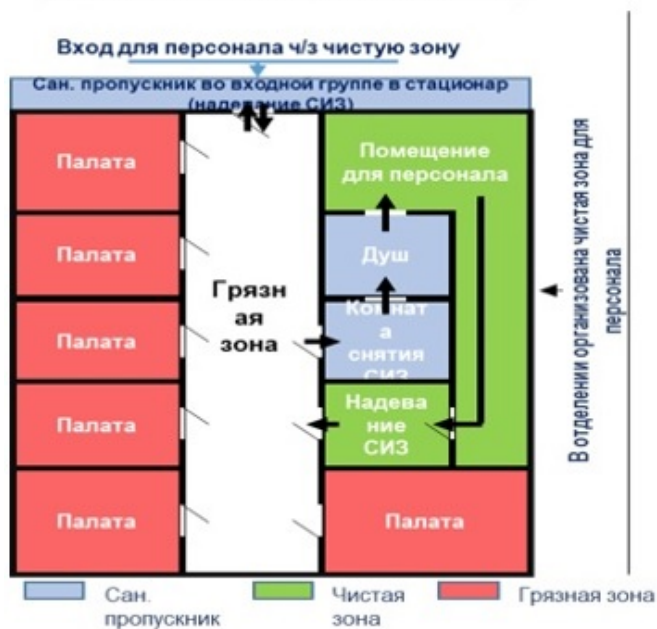 Вход для персонала ч/з чистую зону
Сан. пропускник во входной группе в стационар
(надевание СИЗ)
Палата
Помещение
для персонала
Палата
Душ
Грязн
ая
зона
Палата
Комнат
а
снятия
СИЗ
Палата
Надева
ние
СИЗ
Палата
Палата
В отделении организована чистая зона для
персонала
Сан.
пропускник
Чистая
зона
Грязная зона